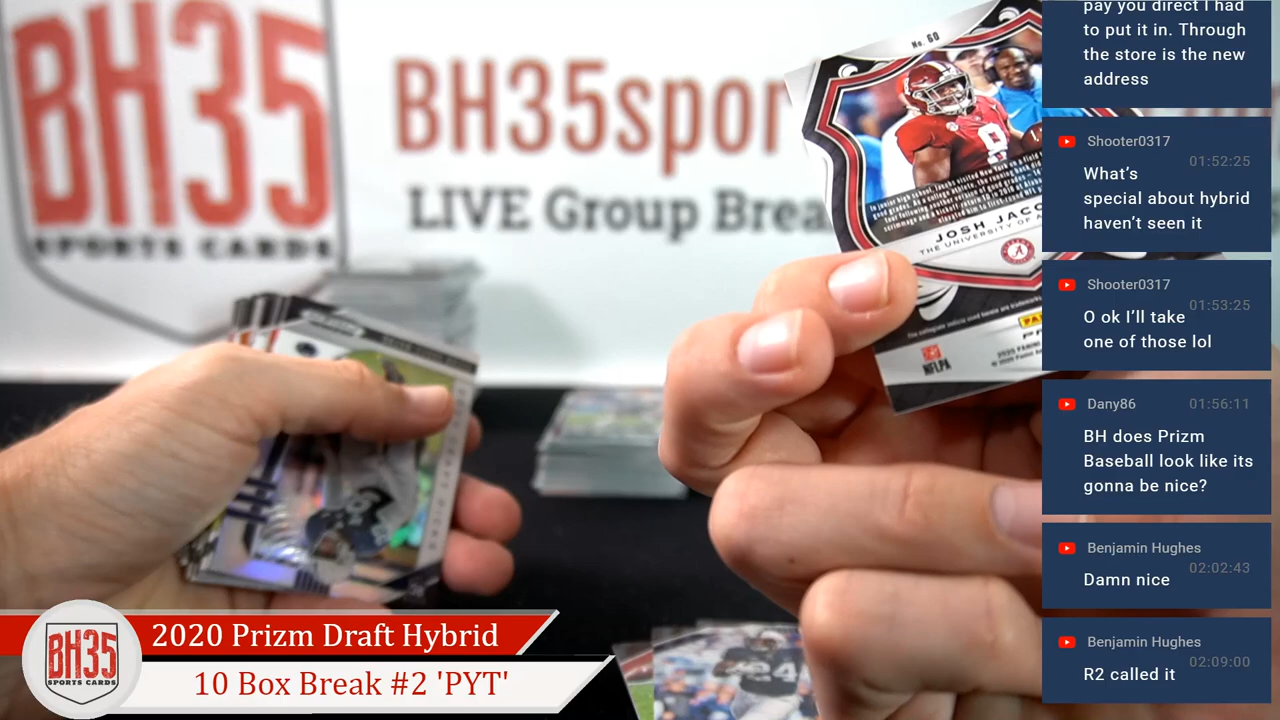 BH35
SPORTS CARDS
BH35spor
LIVE Group Brea
No. 60
JOSH JACO
THE UNIVERSITY OF A
NFLPA
24
2020 Prizm Draft Hybrid
10 Box Break #2 'PYT'
BH35
SPORTS CARDS
pay you direct I had
to put it in. Through
the store is the new
address
Shooter0317
01:52:25
What's
special about hybrid
haven't seen it
Shooter0317
01:53:25
O ok I'll take
one of those lol
Dany86
01:56:11
BH does Prizm
Baseball look like its
gonna be nice?
Benjamin Hughes
02:02:43
Damn nice
Benjamin Hughes
02:09:00
R2 called it